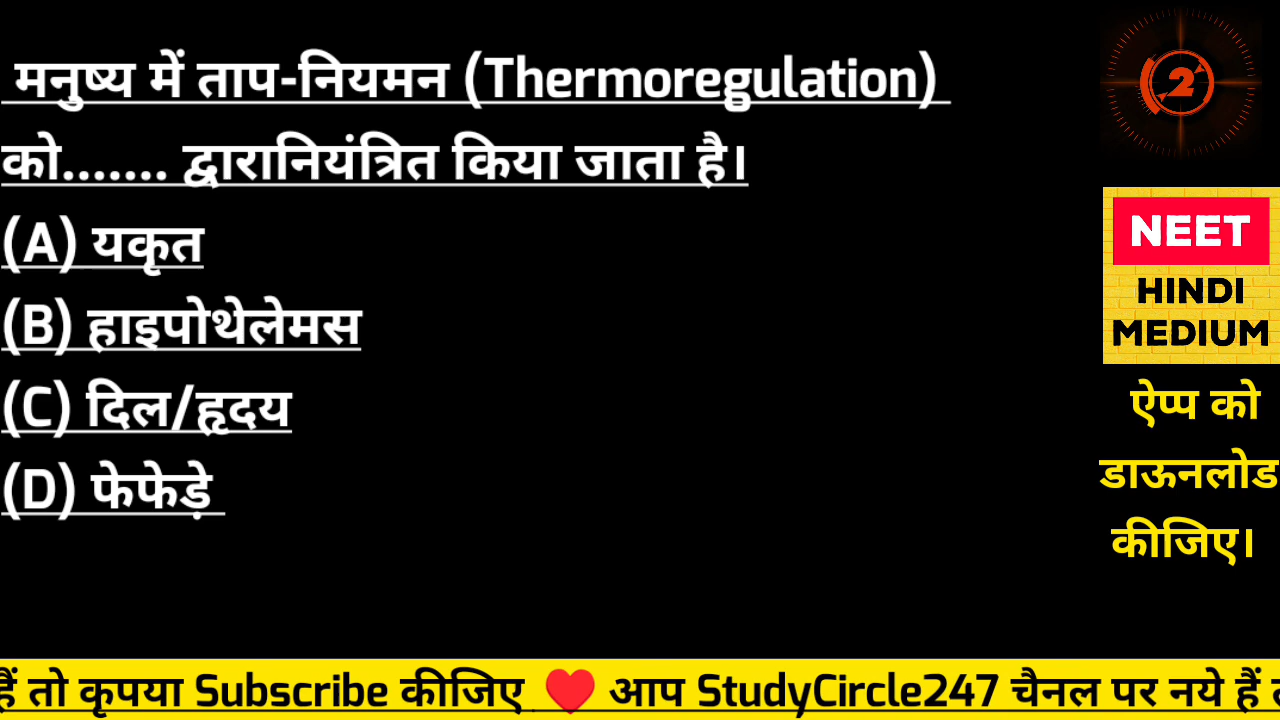 मनुष्य में ताप-नियमन (Thermoregulation)
को....... द्वारानियंत्रित किया जाता है।
(A) यकृत
(B) हाइपोथेलेमस
(C) दिल/हृदय
(D) फेफेड़े
2
NEET
HINDI
MEDIUM
ऐप्प को
डाऊनलोड
कीजिए।
हैं तो कृपया Subscribe कीजिए ❤️ आप StudyCircle247 चैनल पर नये हैं